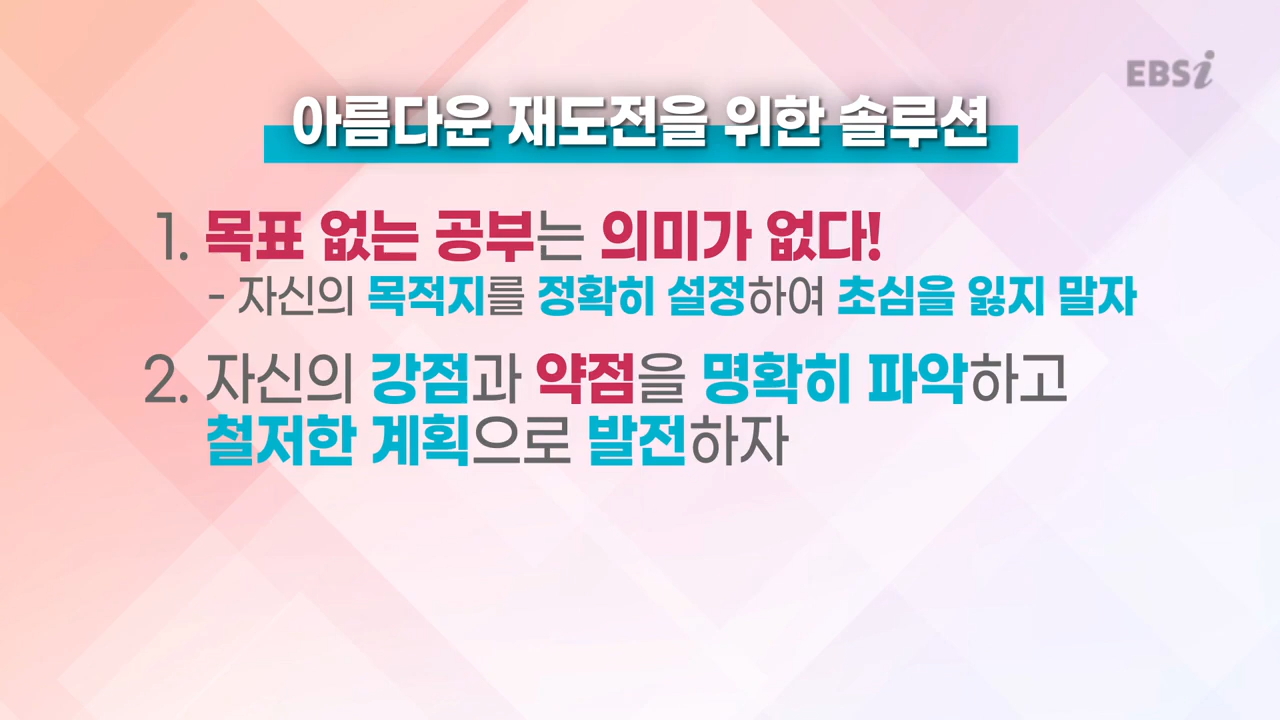 EBSi
아름다운 재도전을 위한 솔루션
1. 목표 없는 공부는 의미가 없다!
- 자신의 목적지를 정확히 설정하여 초심을 잃지 말자
2. 자신의 강점과 약점을 명확히 파악하고
철저한 계획으로 발전하자